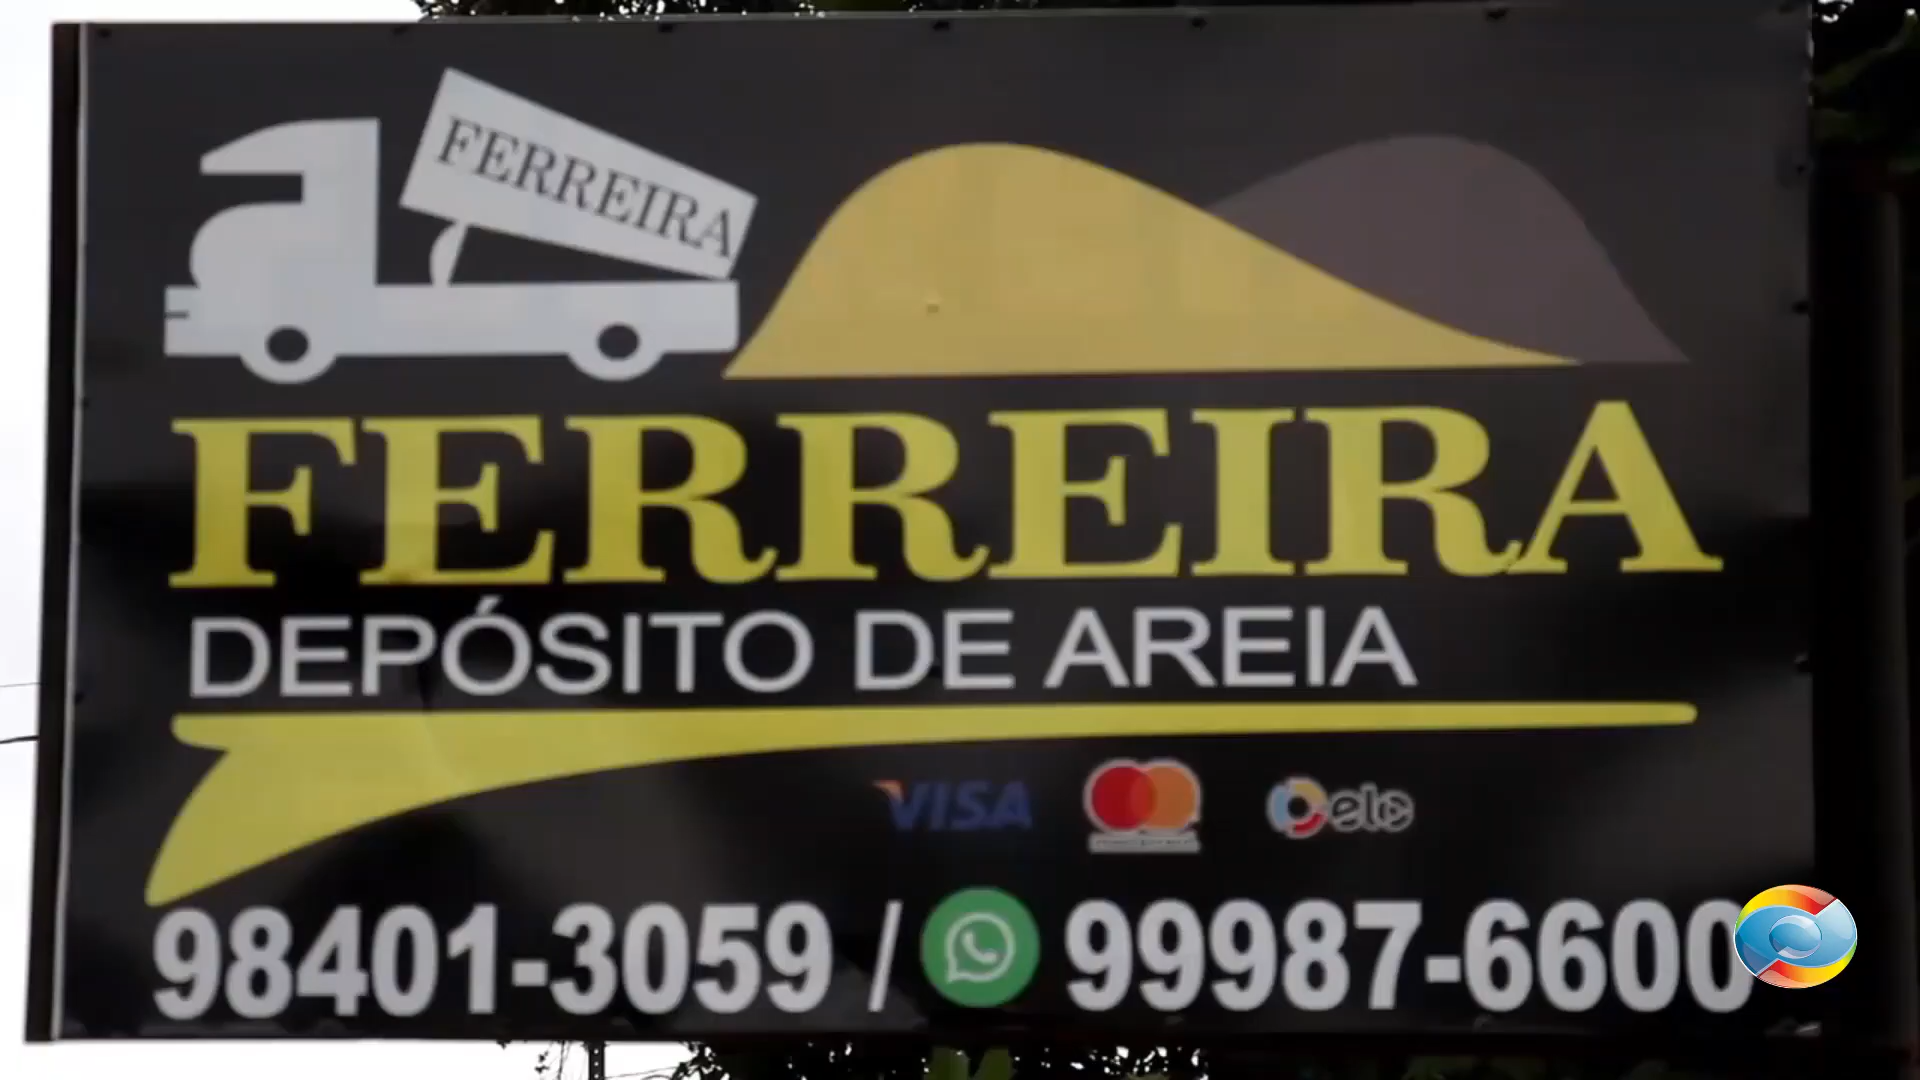 FERREIRA
FERREIRA
DEPÓSITO DE AREIA
VISA elo
98401-3059 / 99987-6600